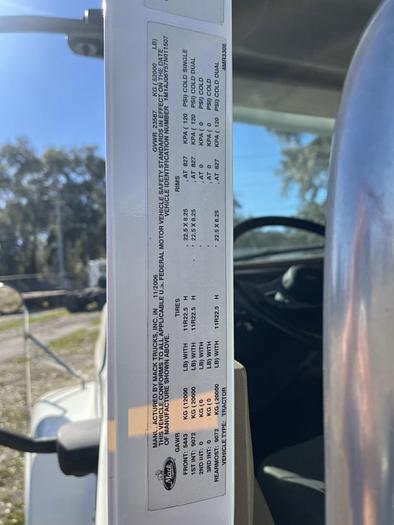 MANU. ACTURED BY MACK TRUCKS, INC. IN 11/2006 GVWR 23587 KG ( 52000 LB)
THIS VEHICLE CONFORMS TO ALL APPLICABLE U.S. FEDERAL MOTOR VEHICLE SAFETY STANDARDS IN EFFECT ON THE DATE
OF MANUFACTURE SHOWN ABOVE. VEHICLE IDENTIFICATION NUMBER
GAWR TIRES RIMS
FRONT: 5443 KG ( 12000 LB) WITH 11R22.5 H , 22.5 X 8.25 , AT 827 KPA ( 120 PSI) COLD SINGLE
1ST INT: 9072 KG ( 20000 LB) WITH 11R22.5 H , 22.5 X 8.25 , AT 827 KPA ( 120 PSI) COLD DUAL
2ND INT: 0 KG ( 0 LB) WITH , , AT 0 KPA ( 0 PSI) COLD
3RD INT: 0 KG ( 0 LB) WITH , , AT 0 KPA ( 0 PSI) COLD
REARMOST: 9072 KG ( 20000 LB) WITH 11R22.5 H , 22.5 X 8.25 , AT 827 KPA ( 120 PSI) COLD DUAL
VEHICLE TYPE: TRACTOR
Mack